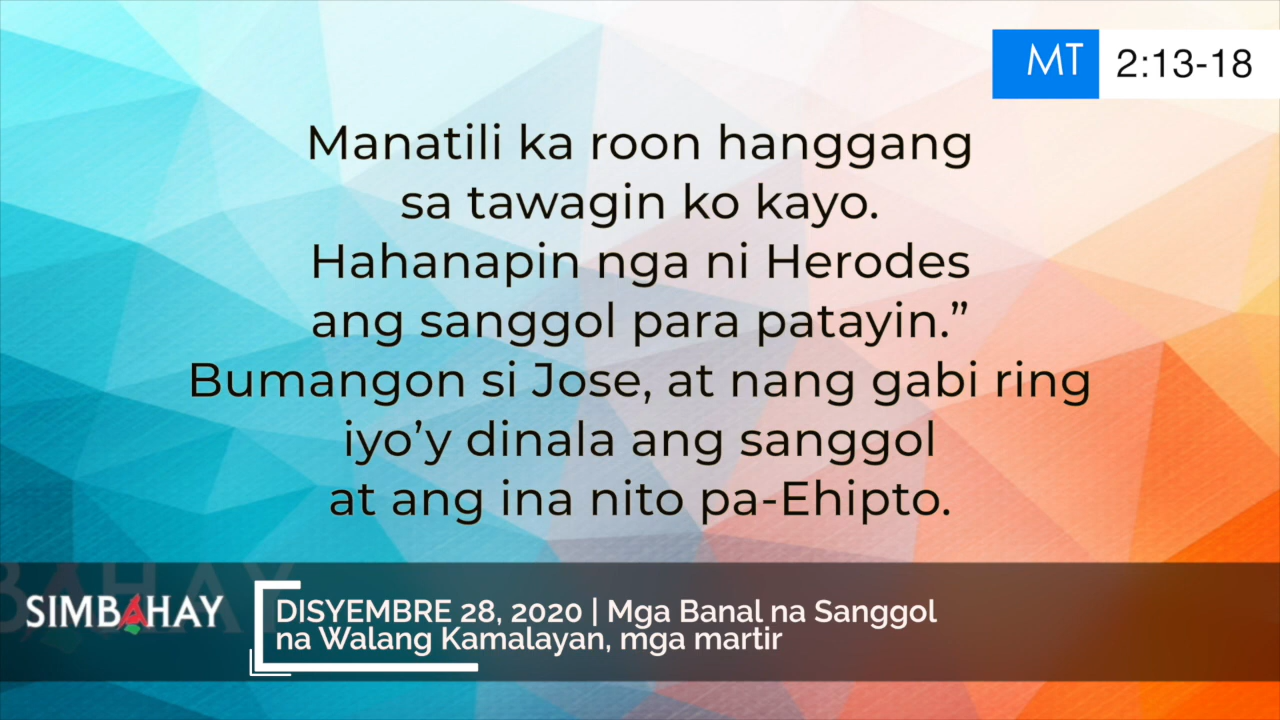 MT 2:13-18
Manatili ka roon hanggang
sa tawagin ko kayo.
Hahanapin nga ni Herodes
ang sanggol para patayin.”
Bumangon si Jose, at nang gabi ring
iyo’y dinala ang sanggol
at ang ina nito pa-Ehipto.
SIMBAHAY
DISYEMBRE 28, 2020 | Mga Banal na Sanggol
na Walang Kamalayan, mga martir